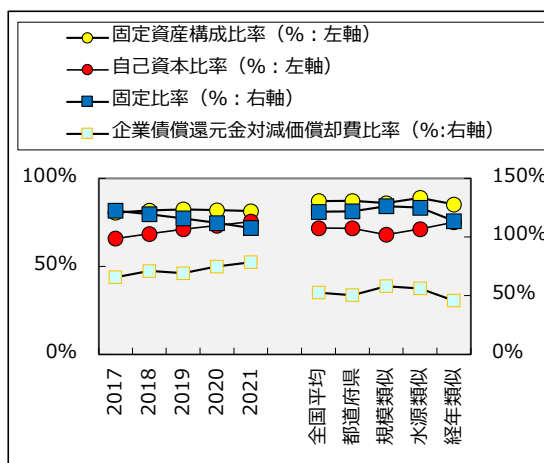 固定資産構成比率（%：左軸）
自己資本比率（%：左軸）
固定比率（%：右軸）
企業債償還元金対減価償却費比率（%:右軸）
100%
50%
0%
150%
100%
50%
0%
2017
2018
2019
2020
2021
全国平均
都道府県
規模類似
水源類似
経年類似